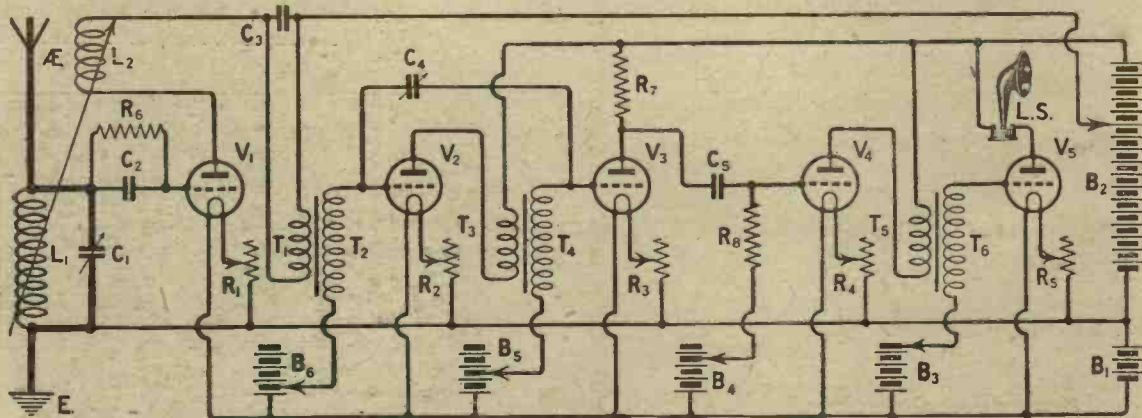 Æ.
L₂
C₃
C₄
R₆
C₂
V₁
V₂
R₇
V₃
C₅
V₄
L.S.
V₅
B₂
L₁
C₁
R₁
T₁
T₂
R₂
T₃
T₄
R₃
R₈
R₄
T₅
T₆
R₅
B₆
B₅
B₄
B₃
B₁
E.